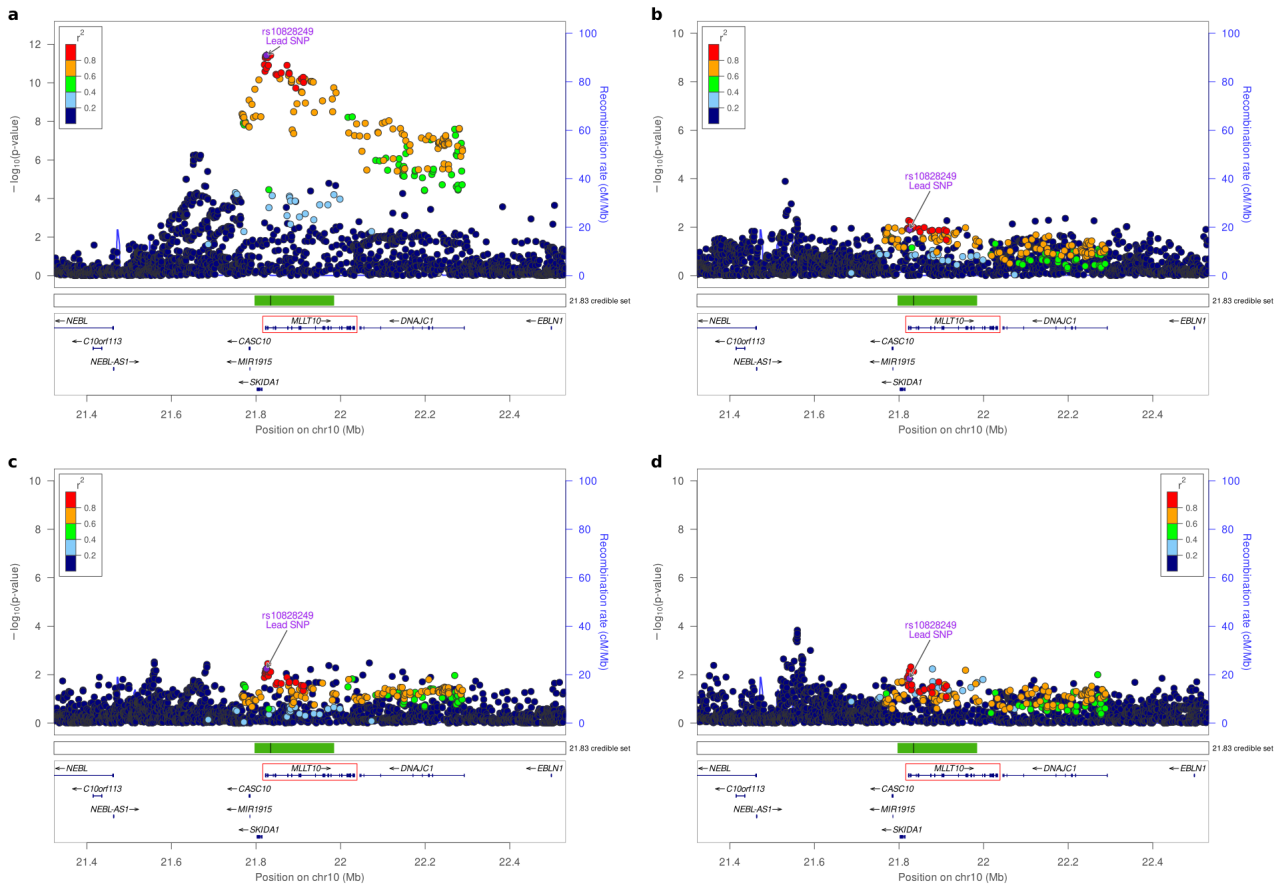 a
rs10828249
Lead SNP
r2
0.8
0.6
0.4
0.2
12
10
8
6
4
2
0
− log10(p-value)
100
80
60
40
20
0
Recombination rate (cM/Mb)
21.83 credible set
←NEBL
MLLT10→
←DNAJC1
←EBLN1
←C10orf113
←CASC10
NEBL-AS1→
←MIR1915
←SKIDA1
21.4
21.6
21.8
22
22.2
22.4
Position on chr10 (Mb)
b
rs10828249
Lead SNP
r2
0.8
0.6
0.4
0.2
10
8
6
4
2
0
− log10(p-value)
100
80
60
40
20
0
Recombination rate (cM/Mb)
21.83 credible set
←NEBL
MLLT10→
←DNAJC1
←EBLN1
←C10orf113
←CASC10
NEBL-AS1→
←MIR1915
←SKIDA1
21.4
21.6
21.8
22
22.2
22.4
Position on chr10 (Mb)
c
rs10828249
Lead SNP
r2
0.8
0.6
0.4
0.2
10
8
6
4
2
0
− log10(p-value)
100
80
60
40
20
0
Recombination rate (cM/Mb)
21.83 credible set
←NEBL
MLLT10→
←DNAJC1
←EBLN1
←C10orf113
←CASC10
NEBL-AS1→
←MIR1915
←SKIDA1
21.4
21.6
21.8
22
22.2
22.4
Position on chr10 (Mb)
d
rs10828249
Lead SNP
r2
0.8
0.6
0.4
0.2
10
8
6
4
2
0
− log10(p-value)
100
80
60
40
20
0
Recombination rate (cM/Mb)
21.83 credible set
←NEBL
MLLT10→
←DNAJC1
←EBLN1
←C10orf113
←CASC10
NEBL-AS1→
←MIR1915
←SKIDA1
21.4
21.6
21.8
22
22.2
22.4
Position on chr10 (Mb)